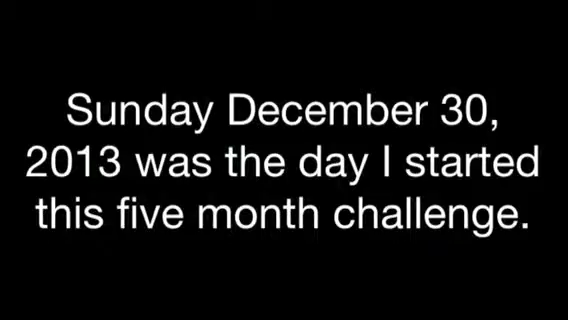 Sunday December 30,
2013 was the day I started
this five month challenge.